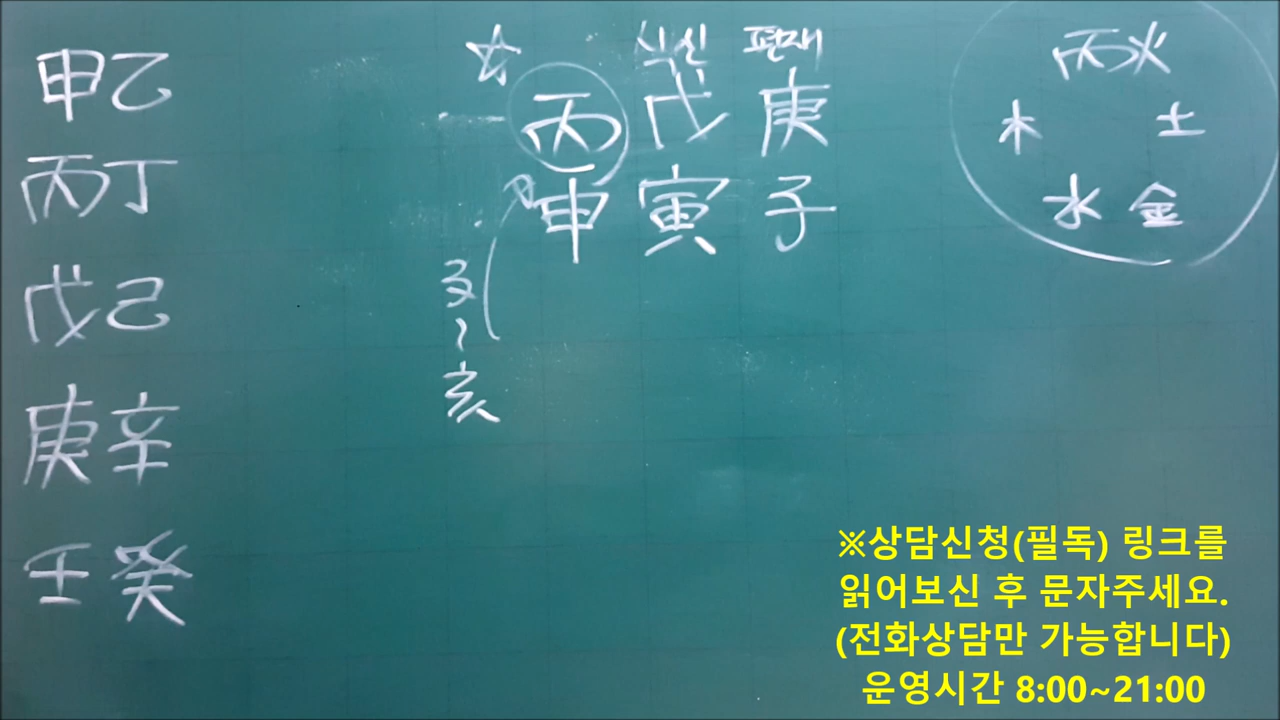 甲乙
丙丁
戊己
庚辛
壬癸
식신 편재
丙戊庚
申寅子
子
~
亥
丙火
木 土
水 金
※상담신청(필독) 링크를
읽어보신 후 문자주세요.
(전화상담만 가능합니다)
운영시간 8:00~21:00